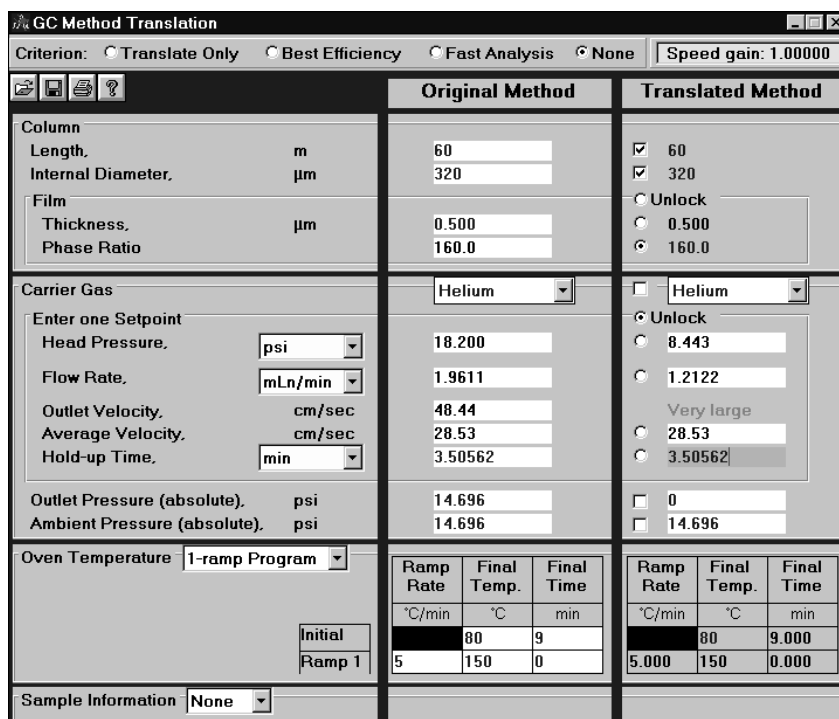 GC Method Translation
Criterion: Translate Only Best Efficiency Fast Analysis None Speed gain: 1.00000
Original Method Translated Method
Column
Length, m 60 60
Internal Diameter, µm 320 320
Film Unlock
Thickness, µm 0.500 0.500
Phase Ratio 160.0 160.0
Carrier Gas Helium Helium
Enter one Setpoint Unlock
Head Pressure, psi 18.200 8.443
Flow Rate, mLn/min 1.9611 1.2122
Outlet Velocity, cm/sec 48.44 Very large
Average Velocity, cm/sec 28.53 28.53
Hold-up Time, min 3.50562 3.50562
Outlet Pressure (absolute), psi 14.696 0
Ambient Pressure (absolute), psi 14.696 14.696
Oven Temperature 1-ramp Program
Ramp Rate Final Temp. Final Time Ramp Rate Final Temp. Final Time
°C/min °C min °C/min °C min
Initial 80 9 80 9.000
Ramp 1 5 150 0 5.000 150 0.000
Sample Information None